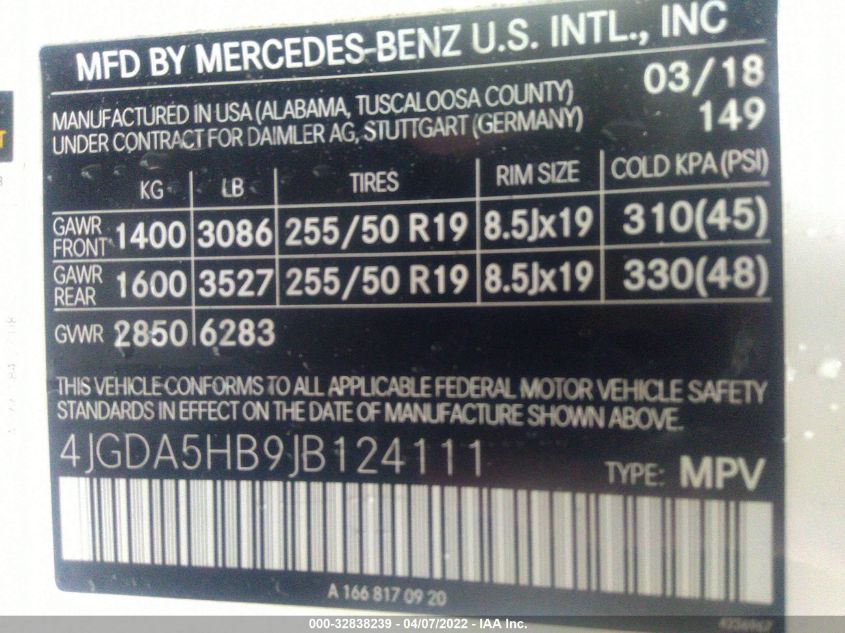 MFD BY MERCEDES-BENZ U.S. INTL., INC
03/18
MANUFACTURED IN USA (ALABAMA, TUSCALOOSA COUNTY)
UNDER CONTRACT FOR DAIMLER AG, STUTTGART (GERMANY)
149
KG LB TIRES RIM SIZE COLD KPA (PSI)
GAWR FRONT 1400 3086 255/50 R19 8.5Jx19 310(45)
GAWR REAR 1600 3527 255/50 R19 8.5Jx19 330(48)
GVWR 2850 6283
THIS VEHICLE CONFORMS TO ALL APPLICABLE FEDERAL MOTOR VEHICLE SAFETY
STANDARDS IN EFFECT ON THE DATE OF MANUFACTURE SHOWN ABOVE.
4JGDA5HB9JB124111
TYPE: MPV
A 166 817 09 20
000-32838239 - 04/07/2022 - IAA Inc.